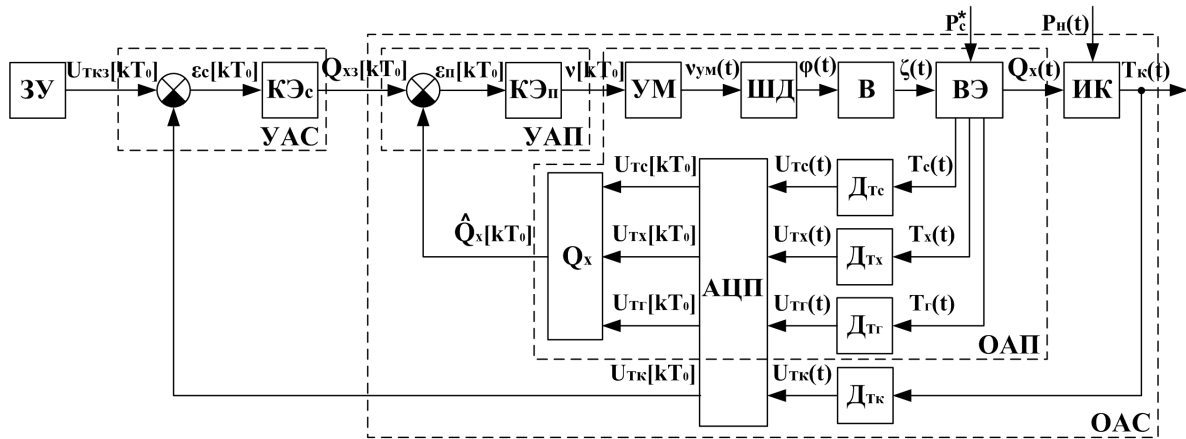 P*с Pн(t)
Uткз[kT₀] εс[kT₀] Qхз[kT₀] εп[kT₀] ν[kT₀] νум(t) φ(t) ζ(t) Qх(t) Tк(t)
ЗУ КЭс КЭп УМ ШД В ВЭ ИК
УАС УАП
Uтс[kT₀] Uтс(t) Дтс Tс(t)
Q̂х[kT₀] Qх Uтх[kT₀] АЦП Uтх(t) Дтх Tх(t)
Uтг[kT₀] Uтг(t) Дтг Tг(t)
ОАП
Uтк[kT₀] Uтк(t) Дтк
ОАС